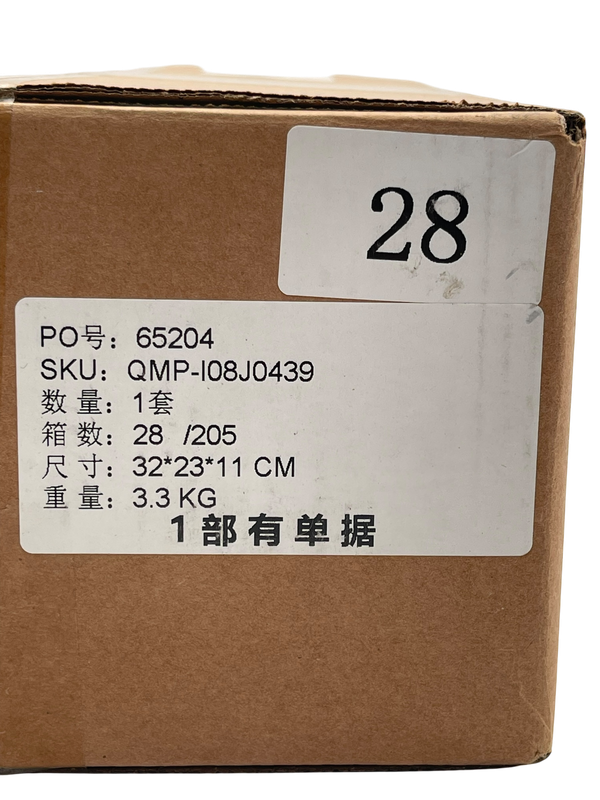 28
PO号：65204
SKU：QMP-I08J0439
数 量：1套
箱 数：28 /205
尺 寸：32*23*11 CM
重 量：3.3 KG
1部有单据